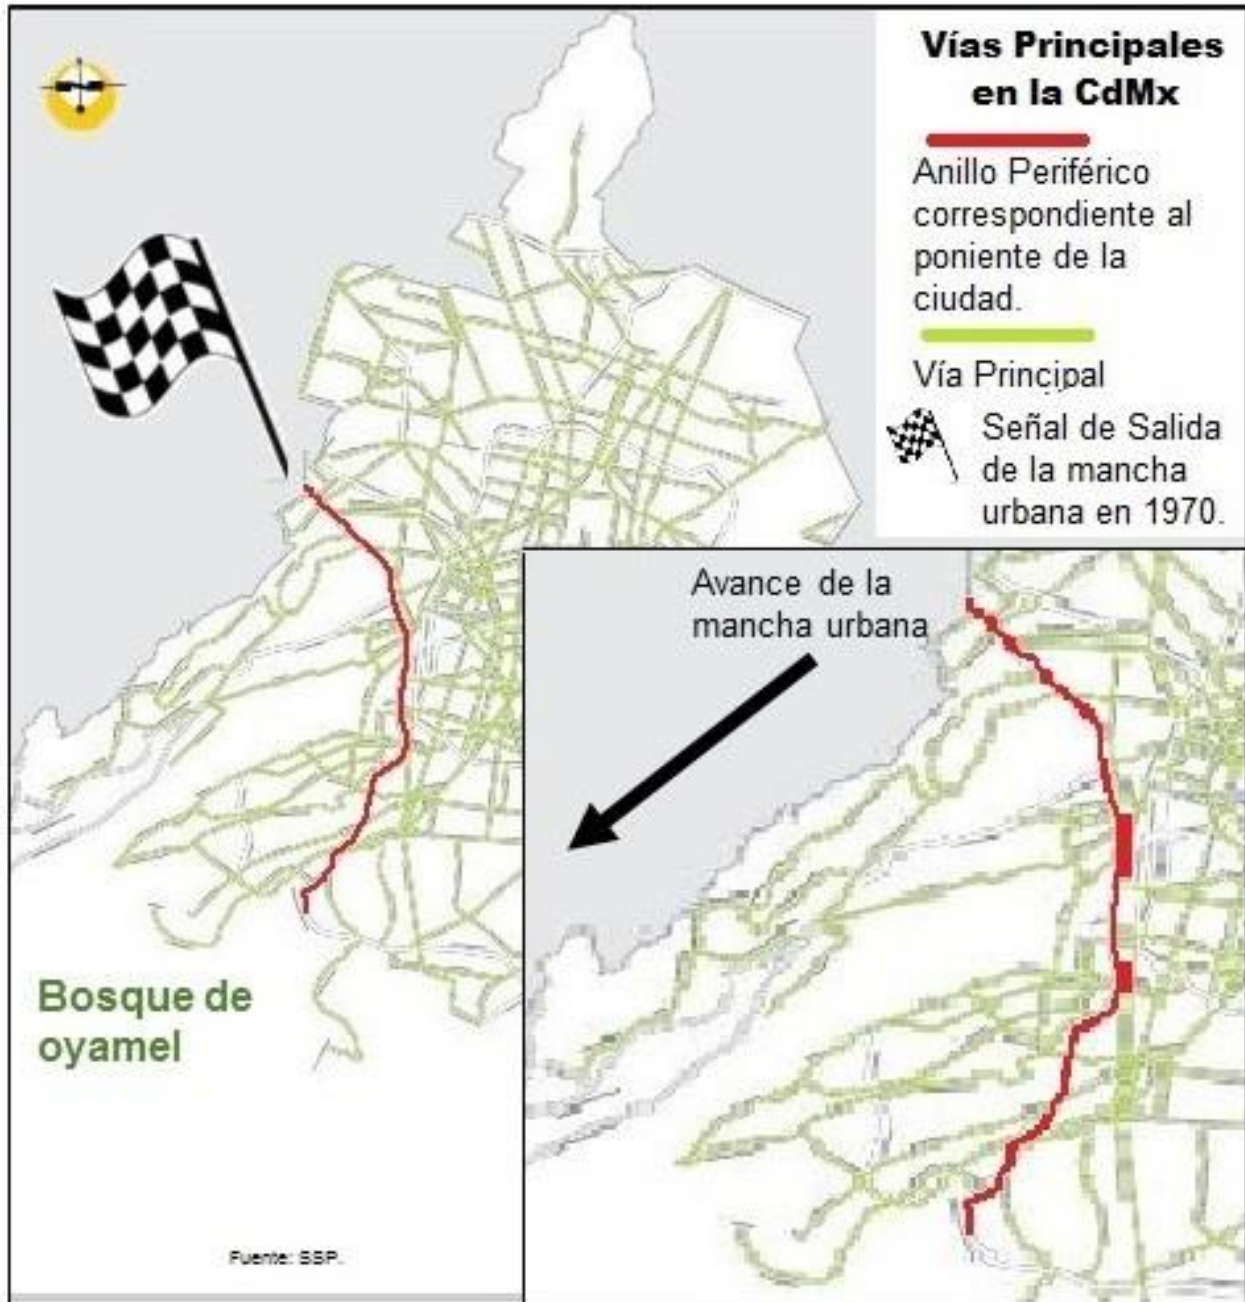 Vías Principales
en la CdMx
Anillo Periférico
correspondiente al
poniente de la
ciudad.
Vía Principal
Señal de Salida
de la mancha
urbana en 1970.
Avance de la
mancha urbana
Bosque de
oyamel
Fuente: SSP.